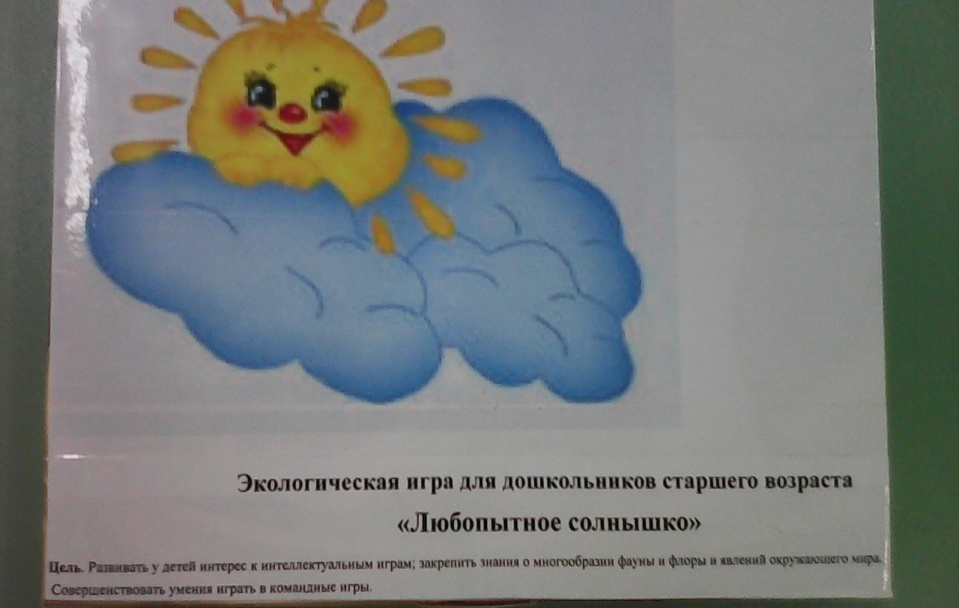 Экологическая игра для дошкольников старшего возраста
«Любопытное солнышко»
Цель. Развивать у детей интерес к интеллектуальным играм; закрепить знания о многообразии фауны и флоры и явлений окружающего мира.
Совершенствовать умения играть в командные игры.